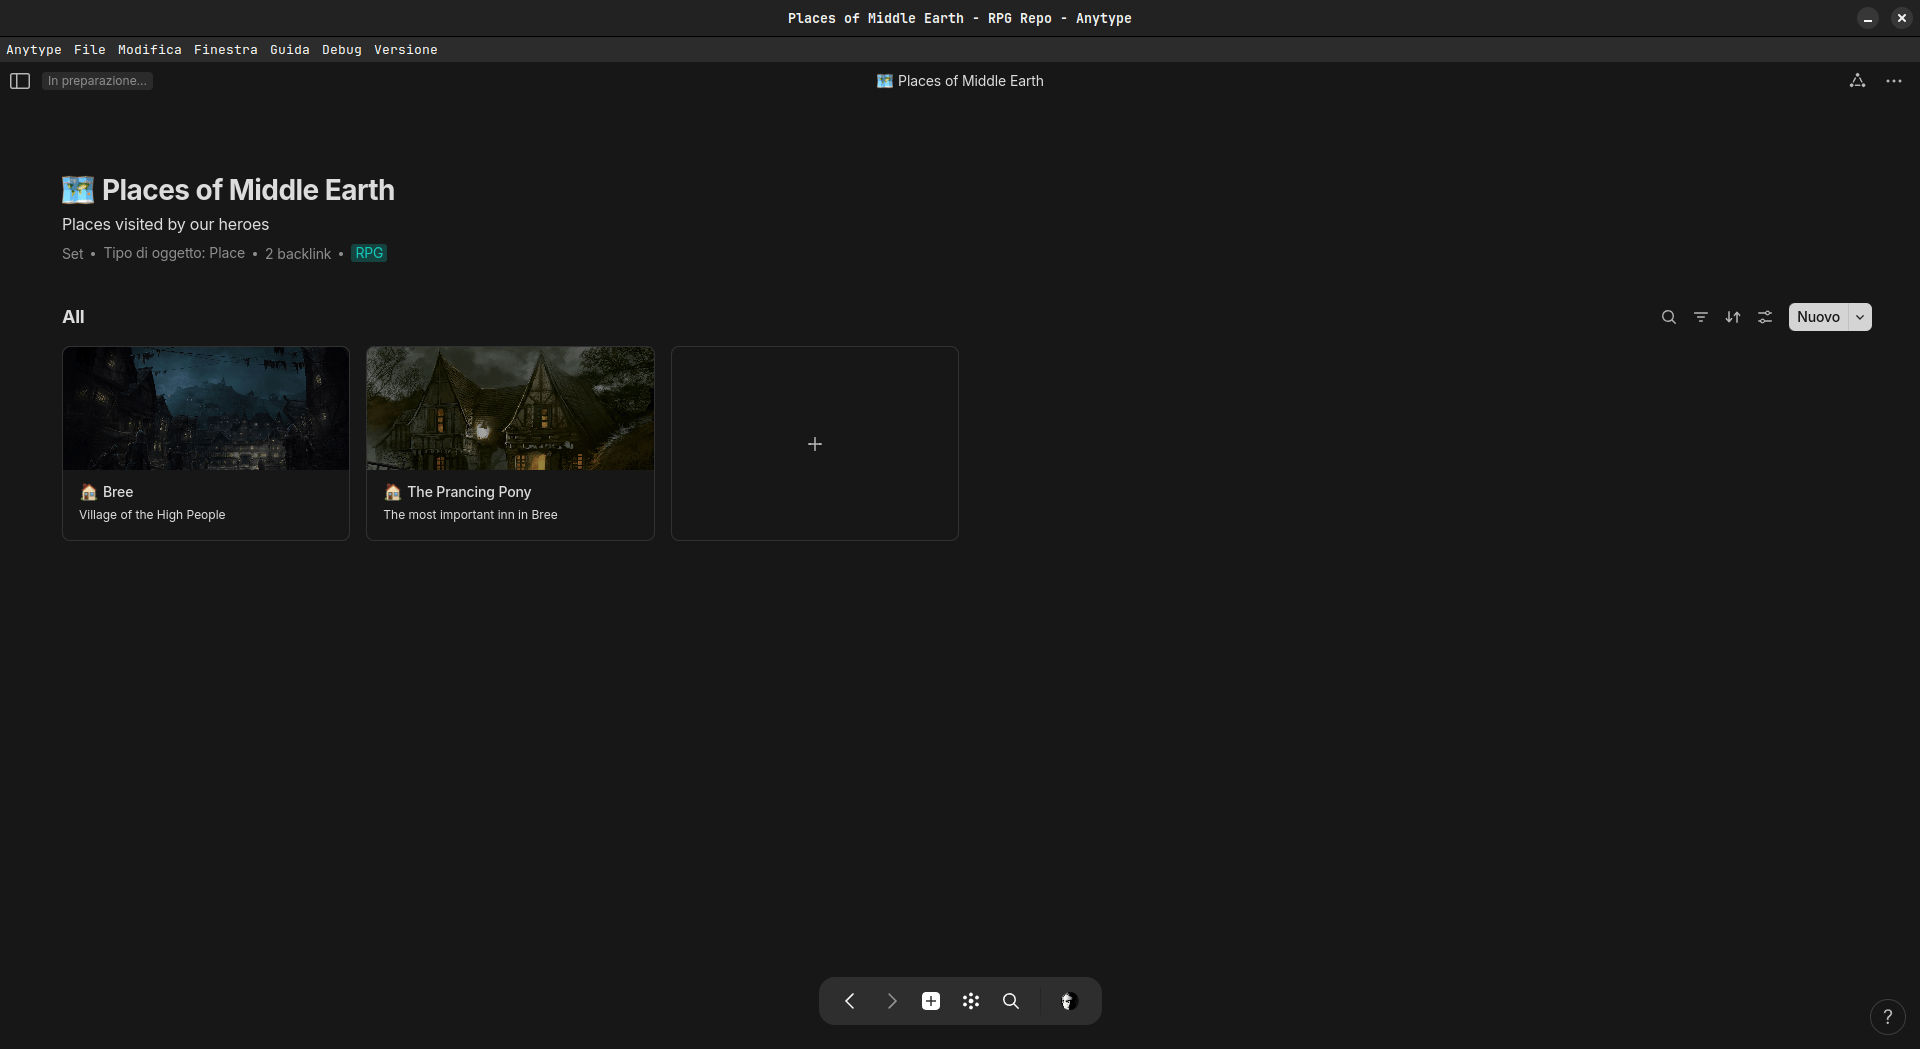 Places of Middle Earth - RPG Repo - Anytype
Anytype File Modifica Finestra Guida Debug Versione
In preparazione...
Places of Middle Earth
Places of Middle Earth
Places visited by our heroes
Set • Tipo di oggetto: Place • 2 backlink • RPG
All
Nuovo
Bree
Village of the High People
The Prancing Pony
The most important inn in Bree
?